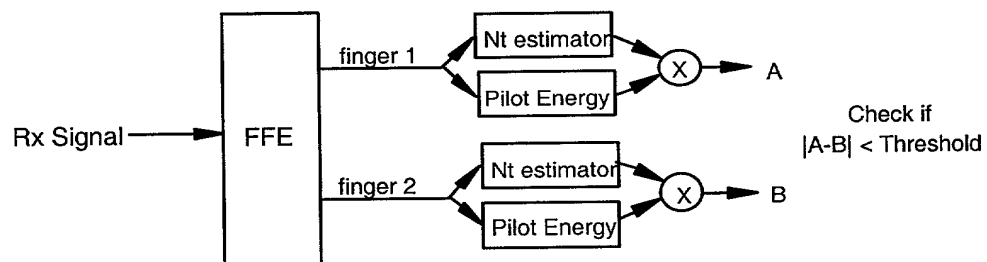 Rx Signal
FFE
finger 1
Nt estimator
Pilot Energy
X
A
finger 2
Nt estimator
Pilot Energy
X
B
Check if
|A-B| < Threshold